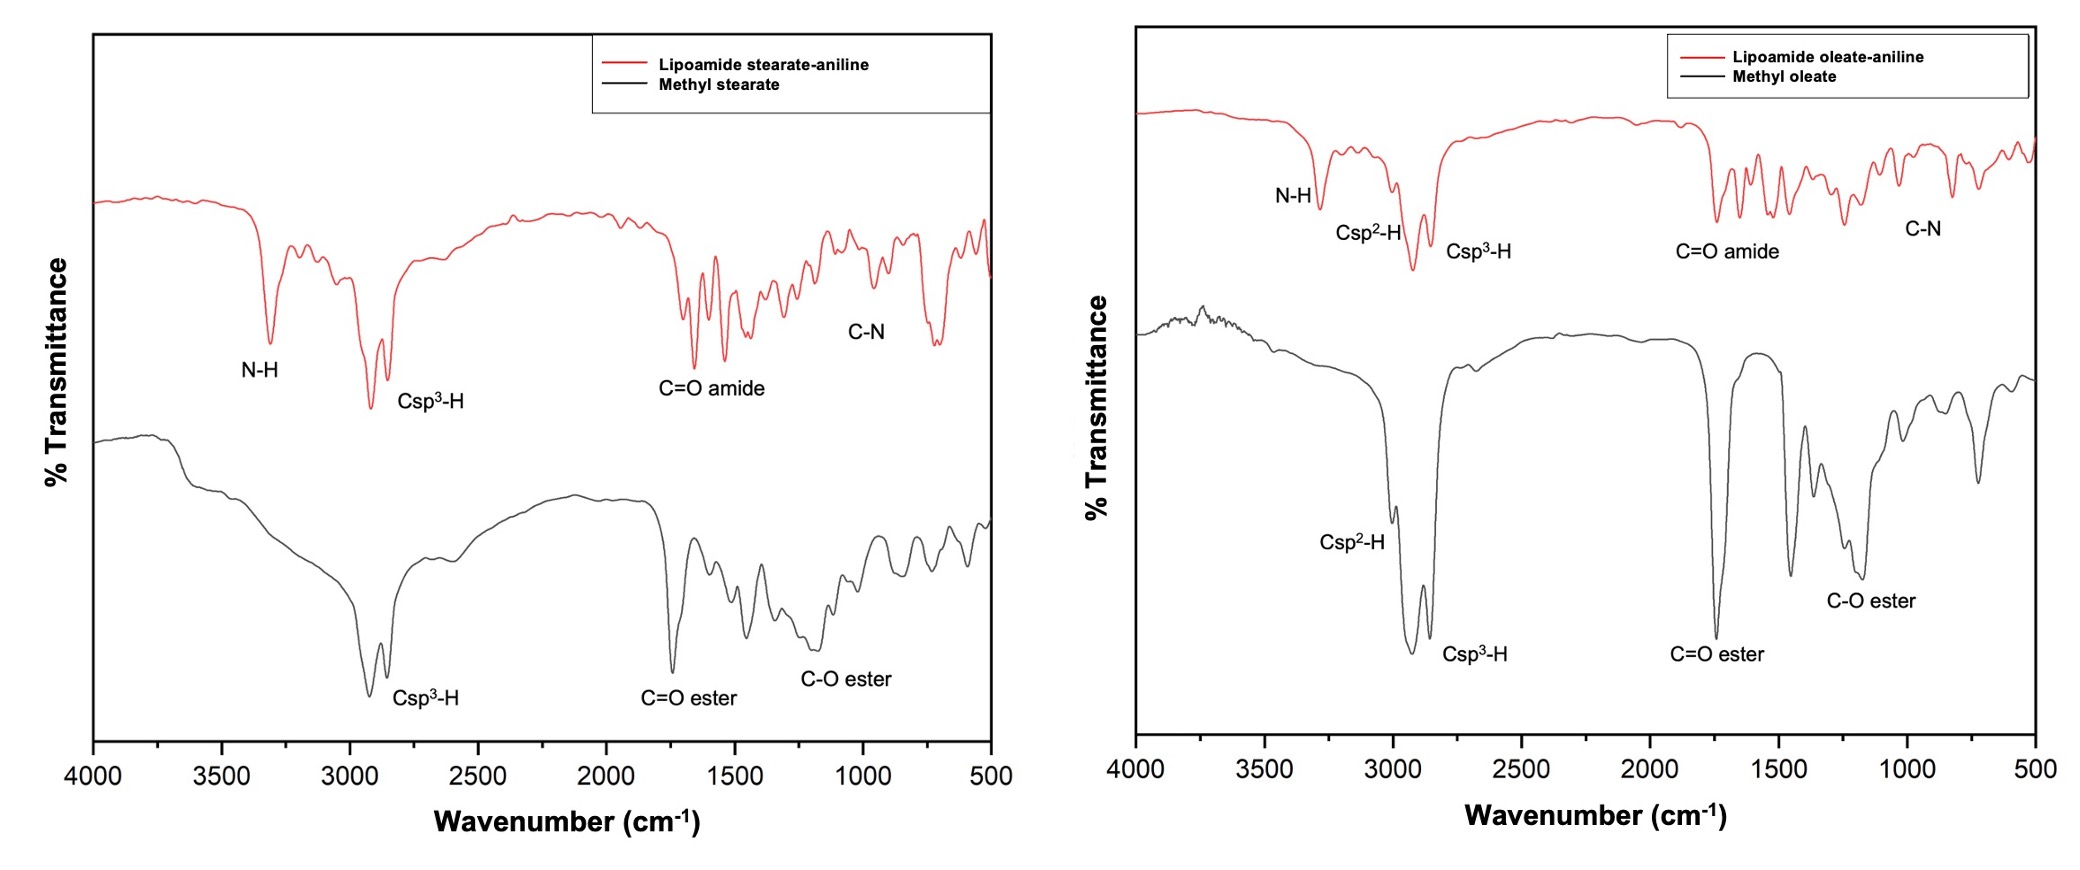 Lipoamide stearate-aniline
Methyl stearate
% Transmittance
N-H
Csp³-H
C=O amide
C-N
Csp³-H
C=O ester
C-O ester
4000 3500 3000 2500 2000 1500 1000 500
Wavenumber (cm⁻¹)
Lipoamide oleate-aniline
Methyl oleate
% Transmittance
N-H
Csp²-H
Csp³-H
C=O amide
C-N
Csp²-H
Csp³-H
C=O ester
C-O ester
4000 3500 3000 2500 2000 1500 1000 500
Wavenumber (cm⁻¹)